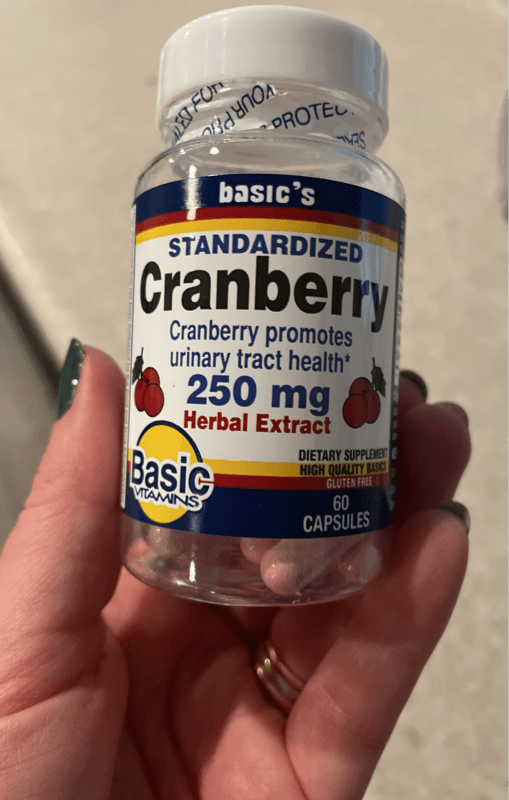 PROTEC
basic's
STANDARDIZED
Cranberry
Cranberry promotes
urinary tract health*
250 mg
Herbal Extract
Basic
VITAMINS
DIETARY SUPPLEMENT
HIGH QUALITY BASICS
GLUTEN FREE
60
CAPSULES